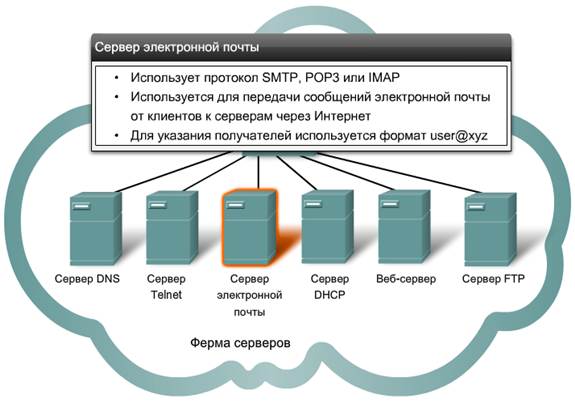 Сервер электронной почты
• Использует протокол SMTP, POP3 или IMAP
• Используется для передачи сообщений электронной почты
от клиентов к серверам через Интернет
• Для указания получателей используется формат user@xyz
Сервер DNS
Сервер
Telnet
Сервер
электронной
почты
Сервер
DHCP
Веб-сервер
Сервер FTP
Ферма серверов